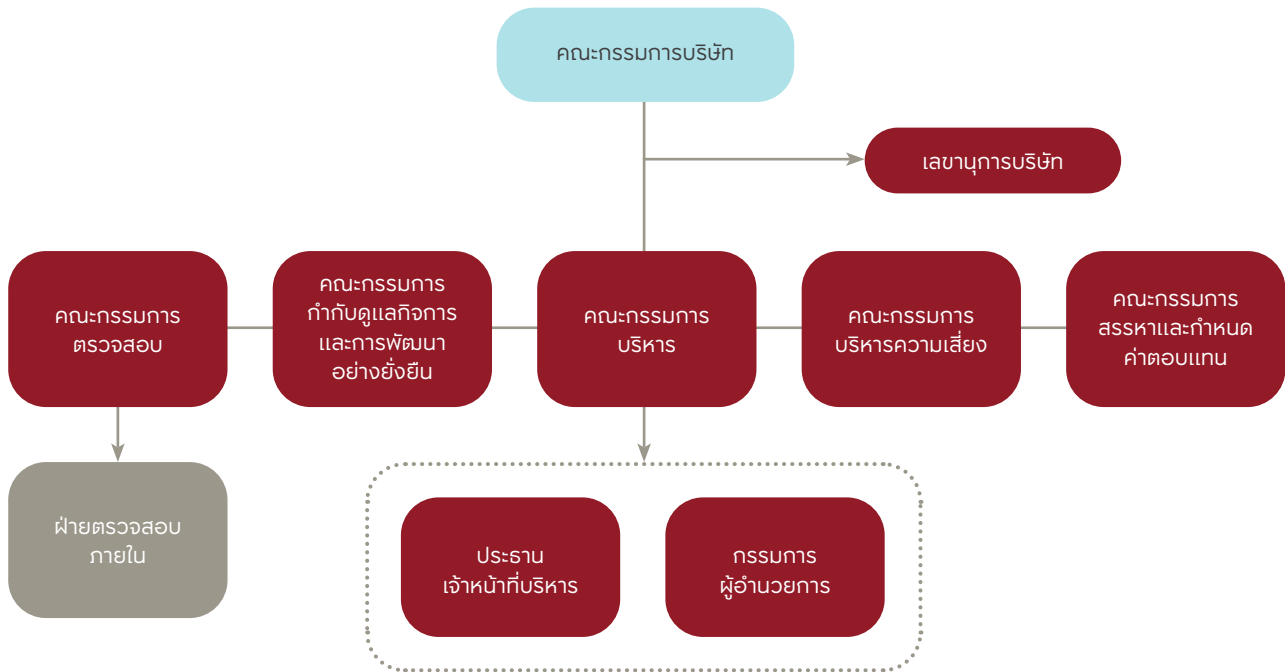 คณะกรรมการบริษัท
เลขานุการบริษัท
คณะกรรมการ
ตรวจสอบ
คณะกรรมการ
กำกับดูแลกิจการ
และการพัฒนา
อย่างยั่งยืน
คณะกรรมการ
บริหาร
คณะกรรมการ
บริหารความเสี่ยง
คณะกรรมการ
สรรหาและกำหนด
ค่าตอบแทน
ฝ่ายตรวจสอบ
ภายใน
ประธาน
เจ้าหน้าที่บริหาร
กรรมการ
ผู้อำนวยการ